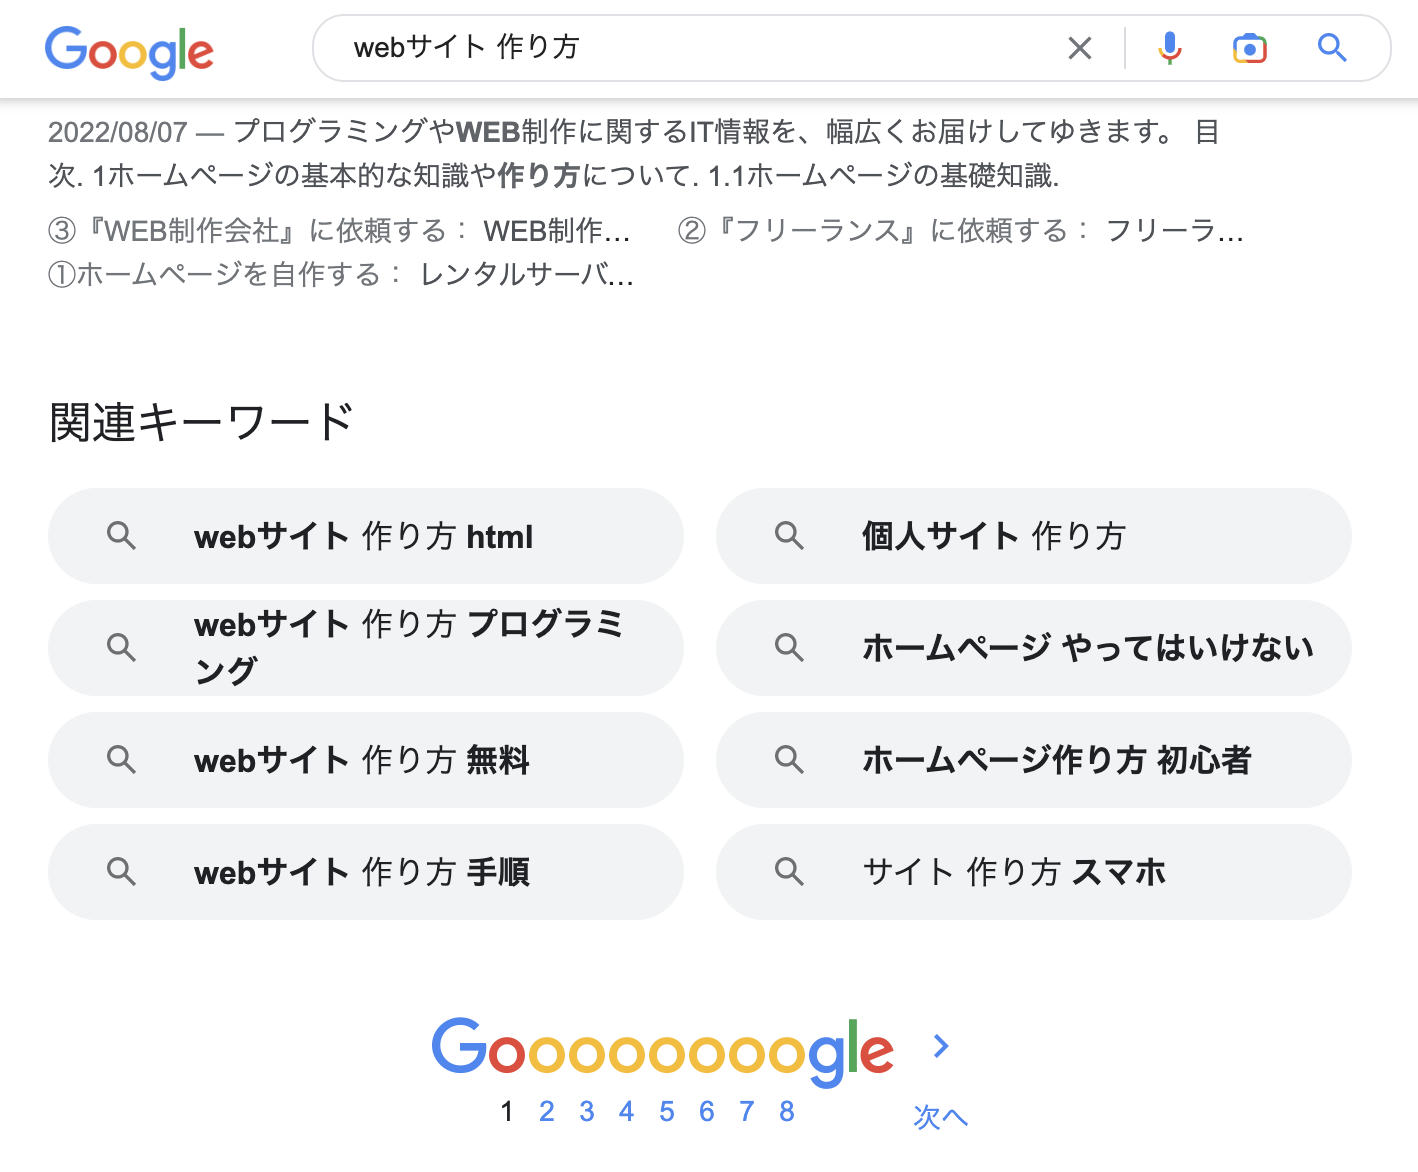 Google
webサイト 作り方
2022/08/07 — プログラミングやWEB制作に関するIT情報を、幅広くお届けしてゆきます。 目
次. 1ホームページの基本的な知識や作り方について. 1.1ホームページの基礎知識.
③『WEB制作会社』に依頼する： WEB制作... ②『フリーランス』に依頼する： フリーラ...
①ホームページを自作する： レンタルサーバ...
関連キーワード
webサイト 作り方 html
個人サイト 作り方
webサイト 作り方 プログラミ
ング
ホームページ やってはいけない
webサイト 作り方 無料
ホームページ作り方 初心者
webサイト 作り方 手順
サイト 作り方 スマホ
Goooooooogle
1 2 3 4 5 6 7 8 次へ